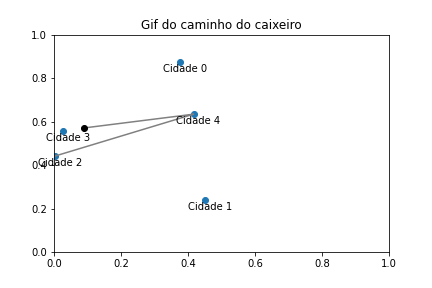 Gif do caminho do caixeiro
1.0
Cidade 0
0.8
0.6
Cidade 4
Cidade 3
Cidade 2
0.4
0.2
Cidade 1
0.0
0.0 0.2 0.4 0.6 0.8 1.0